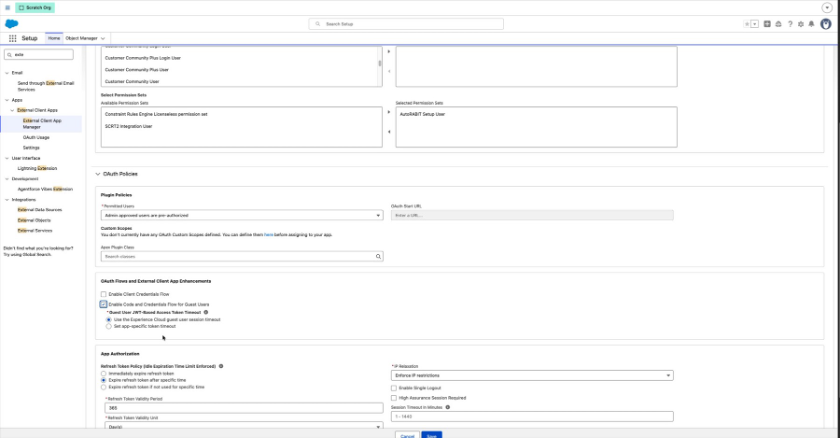 Scratch Org
Search Setup
Setup
Home
Object Manager
exte
Email
Send through External Email
Services
Apps
External Client Apps
External Client App
Manager
OAuth Usage
Settings
User Interface
Lightning Extension
Development
Agentforce Vibes Extension
Integrations
External Data Sources
External Objects
External Services
Didn't find what you're looking for?
Try using Global Search.
Customer Community Plus Login User
Customer Community Plus User
Customer Community User
Select Permission Sets
Available Permission Sets
Selected Permission Sets
Constraint Rules Engine Licenseless permission set
SCRT2 Integration User
AutoRABIT Setup User
OAuth Policies
Plugin Policies
*Permitted Users
OAuth Start URL
Admin approved users are pre-authorized
Enter a URL...
Custom Scopes
You don't currently have any OAuth Custom Scopes defined. You can define them here before assigning to your app.
Apex Plugin Class
Search classes
OAuth Flows and External Client App Enhancements
Enable Client Credentials Flow
Enable Code and Credentials Flow for Guest Users
*Guest User JWT-Based Access Token Timeout
Use the Experience Cloud guest user session timeout
Set app-specific token timeout
App Authorization
Refresh Token Policy (Idle Expiration Time Limit Enforced)
*IP Relaxation
Immediately expire refresh token
Enforce IP restrictions
Expire refresh token after specific time
Expire refresh token if not used for specific time
Enable Single Logout
High Assurance Session Required
*Refresh Token Validity Period
Session Timeout in Minutes
365
1 - 1440
*Refresh Token Validity Unit
Day(s)
Cancel
Save